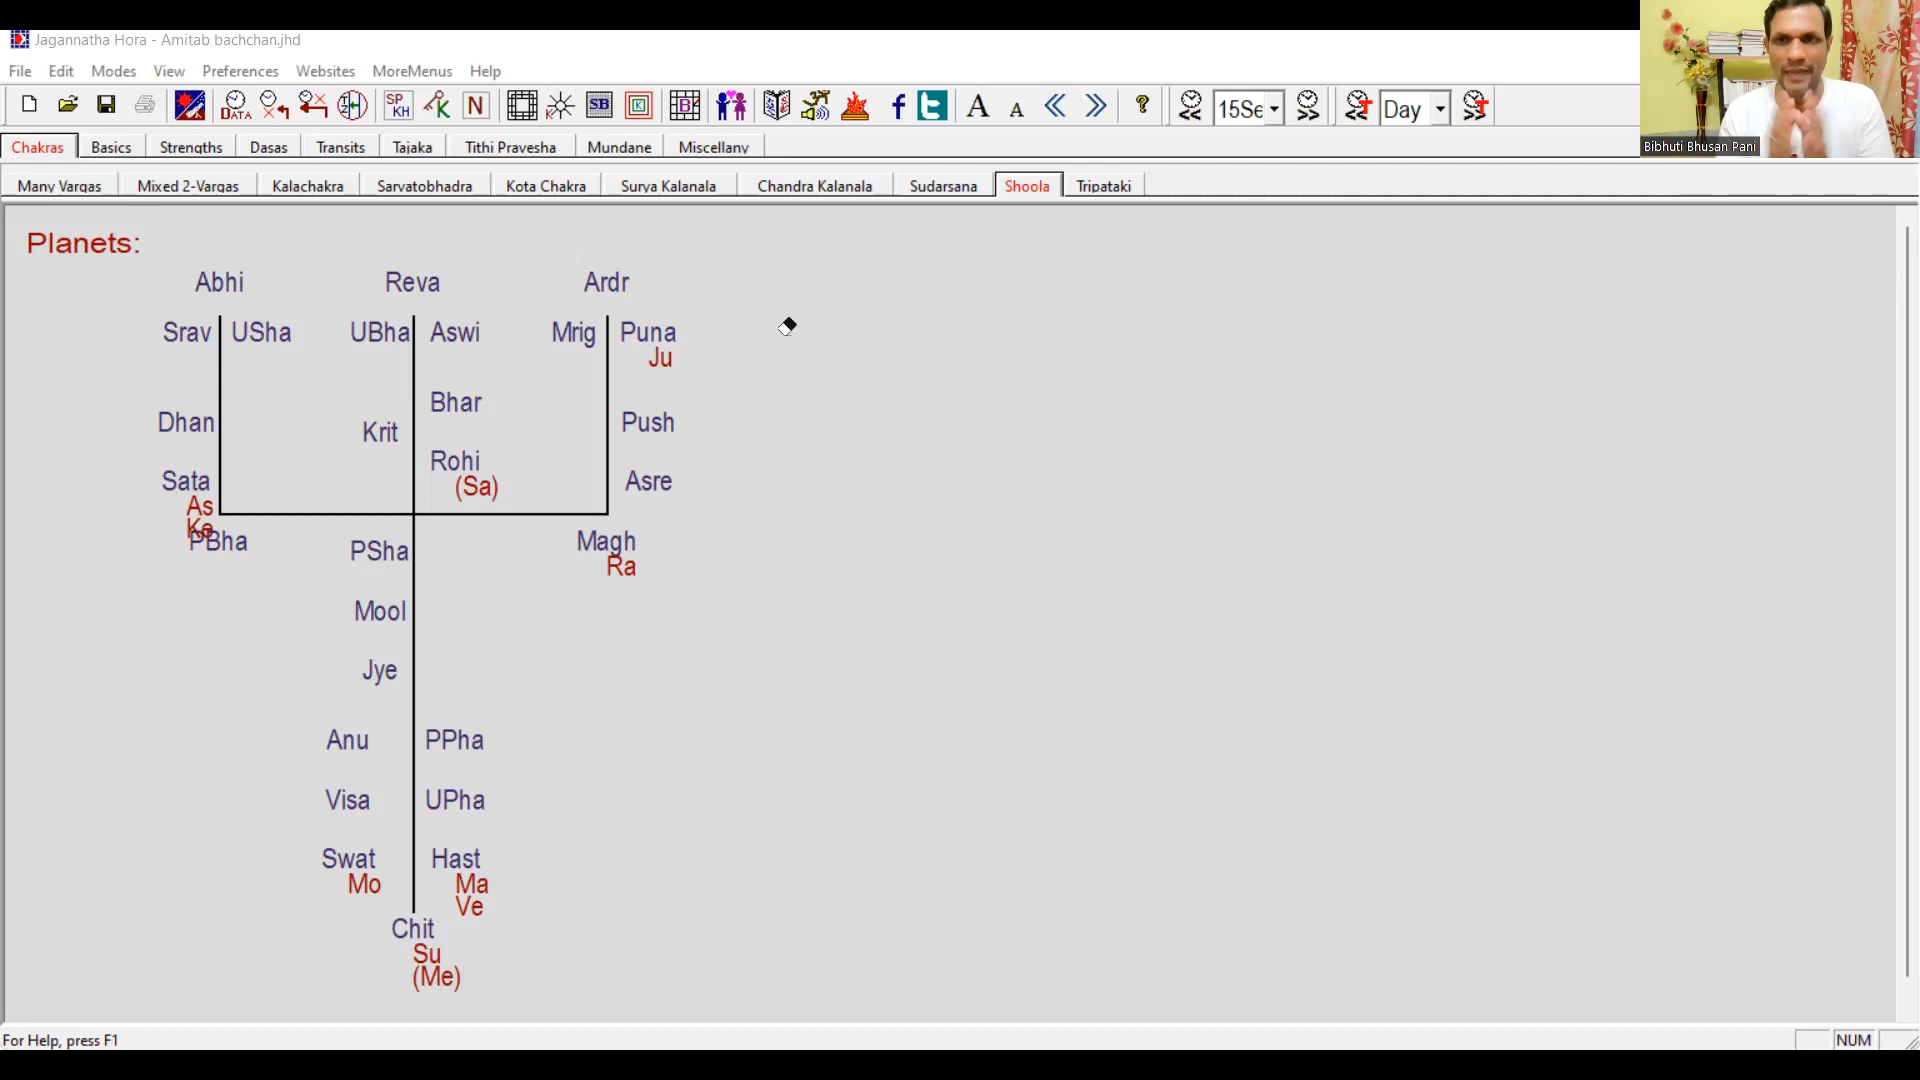 Jagannatha Hora - Amitab bachchan.jhd
File Edit Modes View Preferences Websites MoreMenus Help
DATA SP KH K N SB K B f t A A ? 15Se Day
Chakras Basics Strengths Dasas Transits Tajaka Tithi Pravesha Mundane Miscellany
Bibhuti Bhusan Pani
Many Vargas Mixed 2-Vargas Kalachakra Sarvatobhadra Kota Chakra Surya Kalanala Chandra Kalanala Sudarsana Shoola Tripataki
Planets:
Abhi Reva Ardr
Srav USha UBha Aswi Mrig Puna
Ju
Bhar
Dhan Krit Push
Rohi
Sata (Sa) Asre
As
Ke
PBha PSha Magh
Ra
Mool
Jye
Anu PPha
Visa UPha
Swat Hast
Mo Ma
Ve
Chit
Su
(Me)
For Help, press F1 NUM